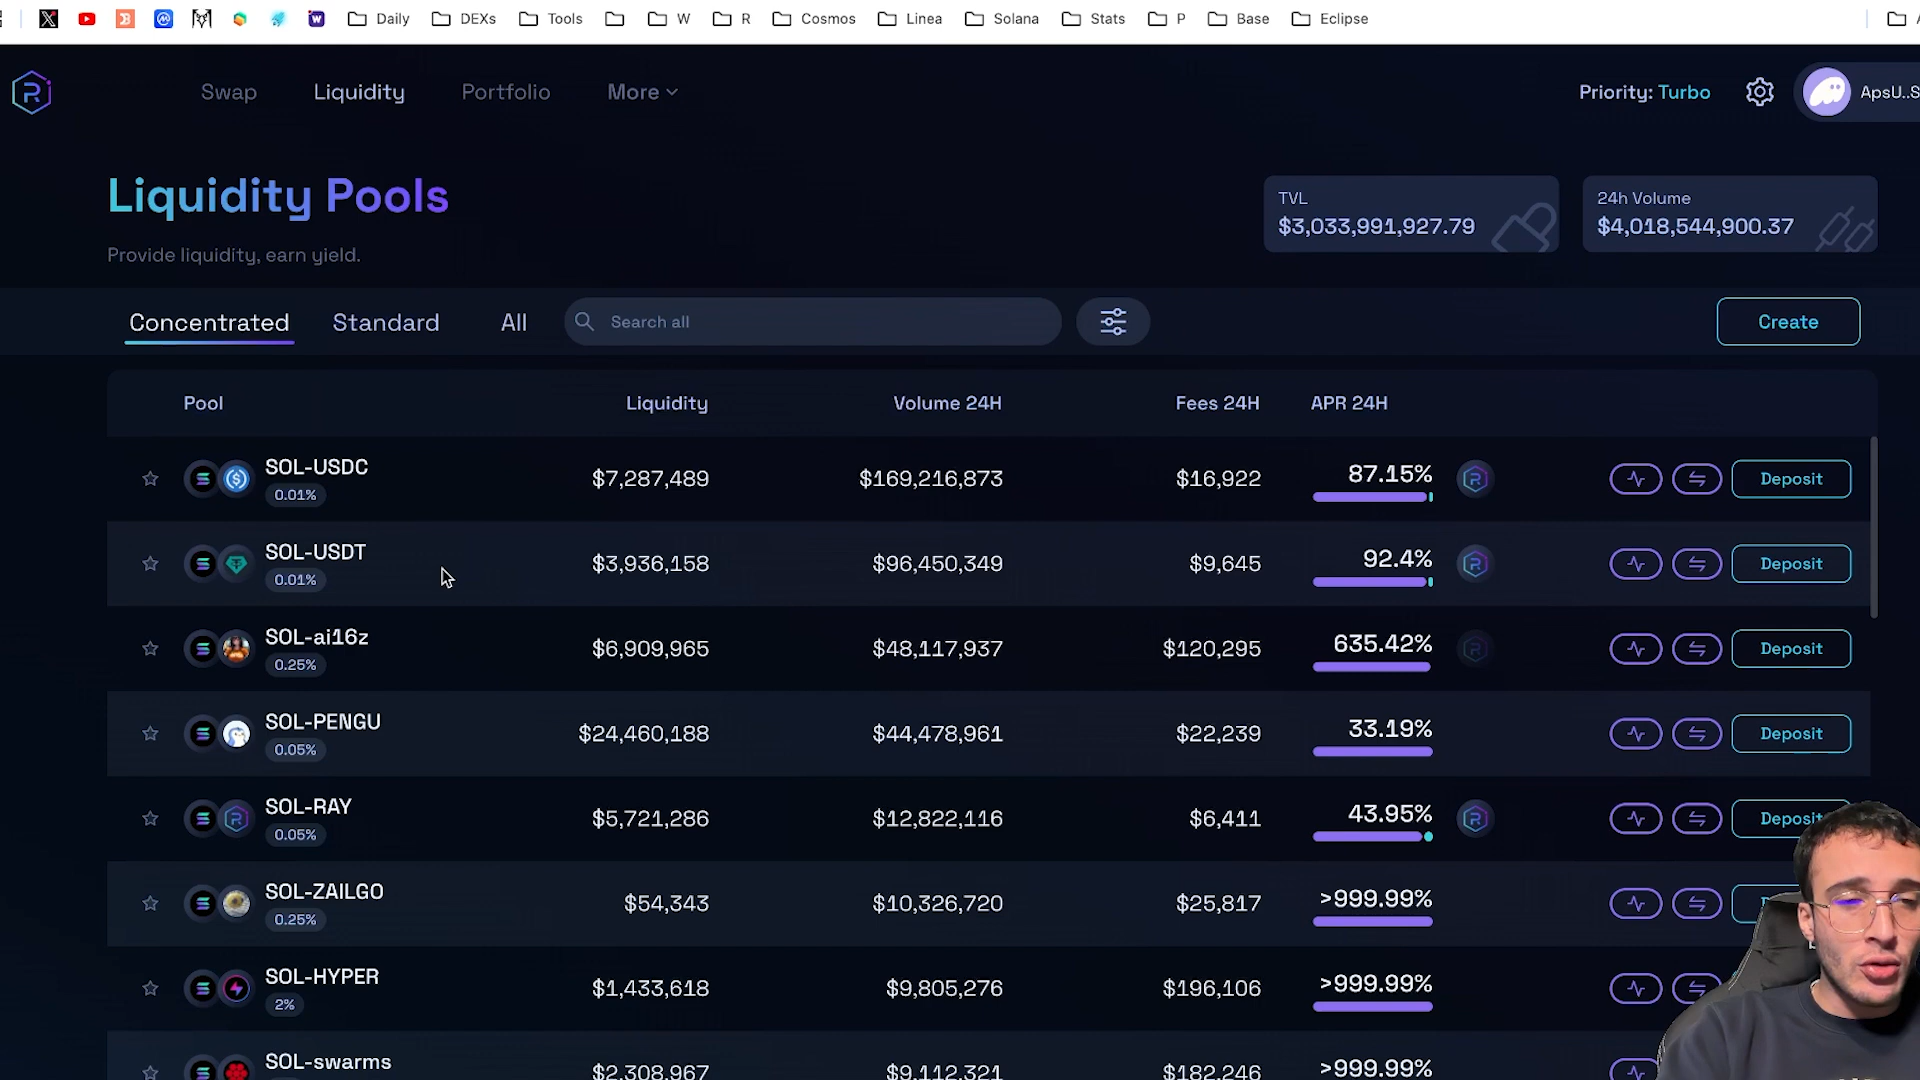 Daily
DEXs
Tools
W
R
Cosmos
Linea
Solana
Stats
P
Base
Eclipse
Swap
Liquidity
Portfolio
More
Priority: Turbo
ApsU..S
Liquidity Pools
Provide liquidity, earn yield.
TVL
$3,033,991,927.79
24h Volume
$4,018,544,900.37
Concentrated
Standard
All
Search all
Create
Pool Liquidity Volume 24H Fees 24H APR 24H
SOL-USDC
0.01%
$7,287,489 $169,216,873 $16,922 87.15% Deposit
SOL-USDT
0.01%
$3,936,158 $96,450,349 $9,645 92.4% Deposit
SOL-ai16z
0.25%
$6,909,965 $48,117,937 $120,295 635.42% Deposit
SOL-PENGU
0.05%
$24,460,188 $44,478,961 $22,239 33.19% Deposit
SOL-RAY
0.05%
$5,721,286 $12,822,116 $6,411 43.95% Deposit
SOL-ZAILGO
0.25%
$54,343 $10,326,720 $25,817 >999.99%
SOL-HYPER
2%
$1,433,618 $9,805,276 $196,106 >999.99%
SOL-swarms
$2,308,967 $9,112,321 $182,246 >999.99%